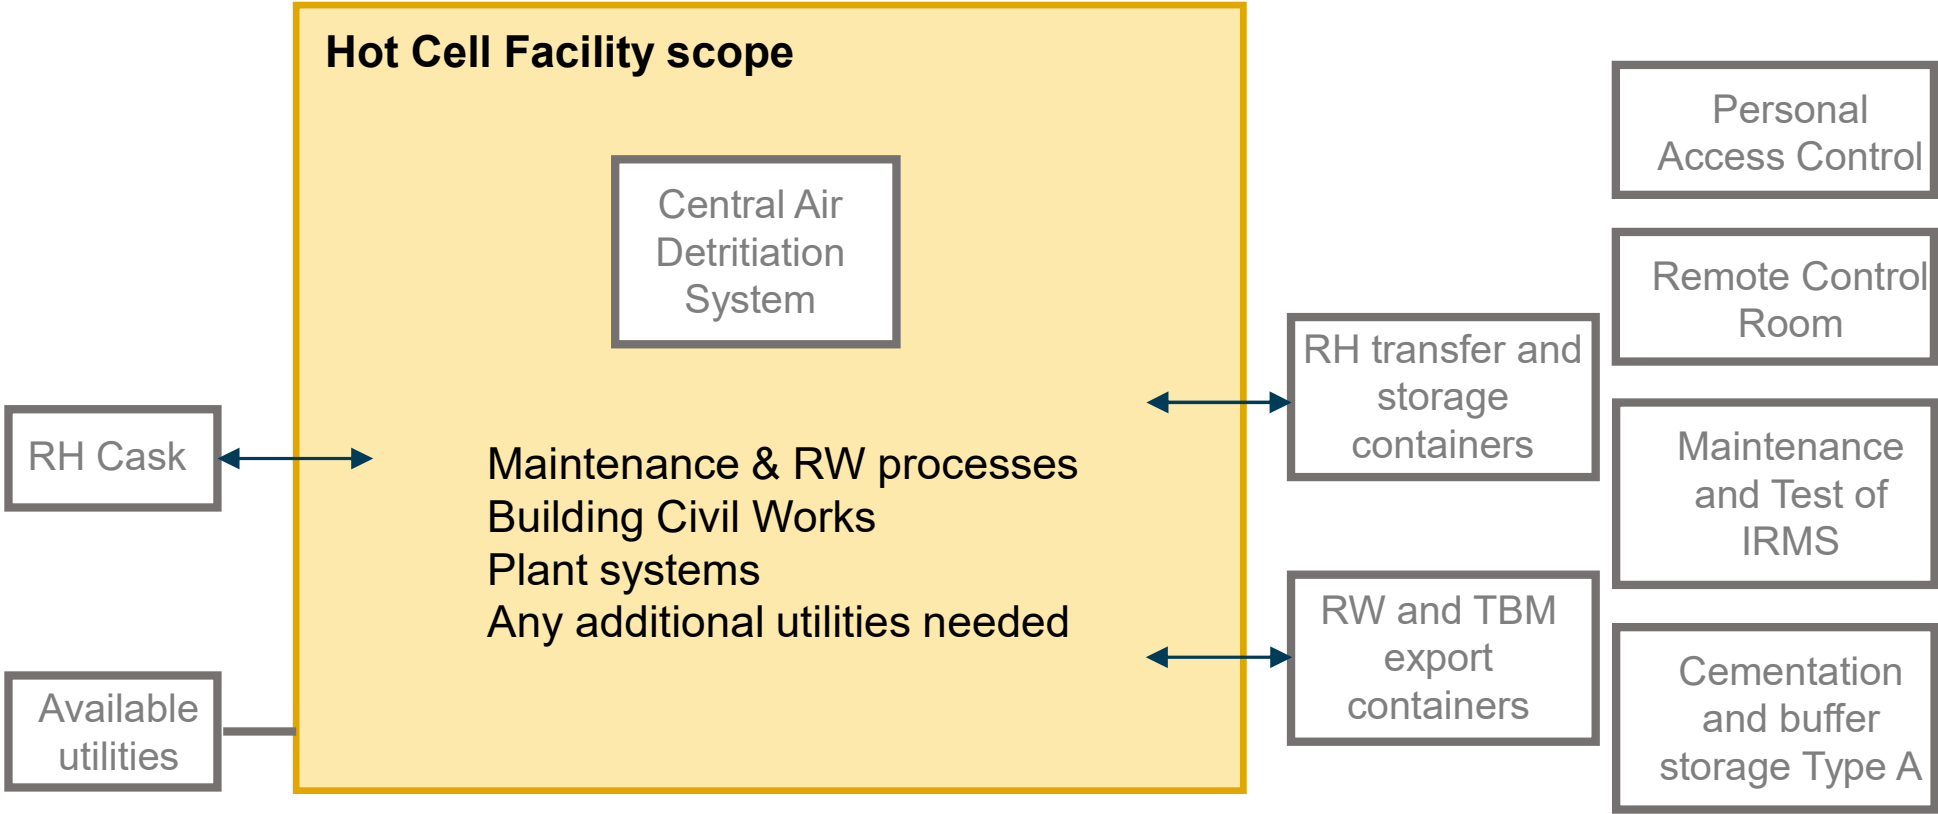 Hot Cell Facility scope
Central Air
Detritiation
System
RH Cask
Available
utilities
Maintenance & RW processes
Building Civil Works
Plant systems
Any additional utilities needed
RH transfer and
storage
containers
RW and TBM
export
containers
Personal
Access Control
Remote Control
Room
Maintenance
and Test of
IRMS
Cementation
and buffer
storage Type A